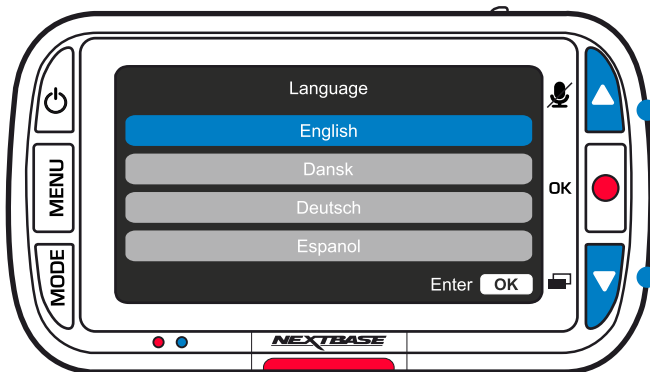 Language
English
Dansk
Deutsch
Espanol
Enter OK
MENU
MODE
OK
NEXTBASE